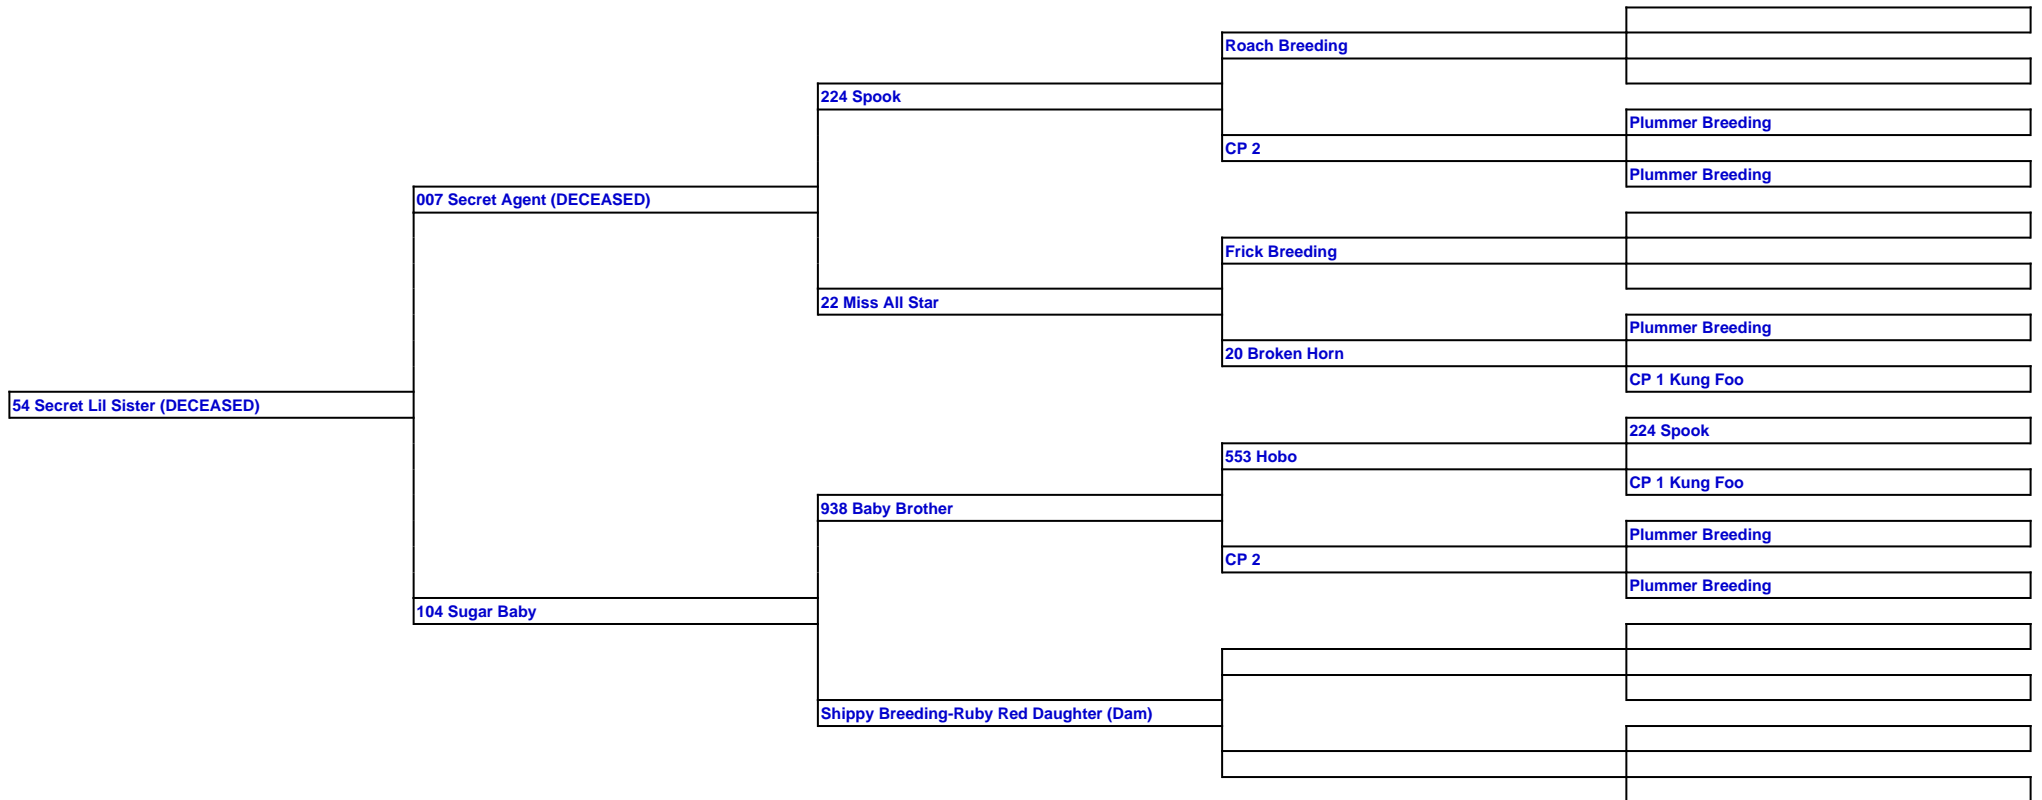 Roach Breeding
224 Spook
Plummer Breeding
CP 2
Plummer Breeding
007 Secret Agent (DECEASED)
Frick Breeding
22 Miss All Star
Plummer Breeding
20 Broken Horn
CP 1 Kung Foo
54 Secret Lil Sister (DECEASED)
224 Spook
553 Hobo
CP 1 Kung Foo
938 Baby Brother
Plummer Breeding
CP 2
Plummer Breeding
104 Sugar Baby
Shippy Breeding-Ruby Red Daughter (Dam)